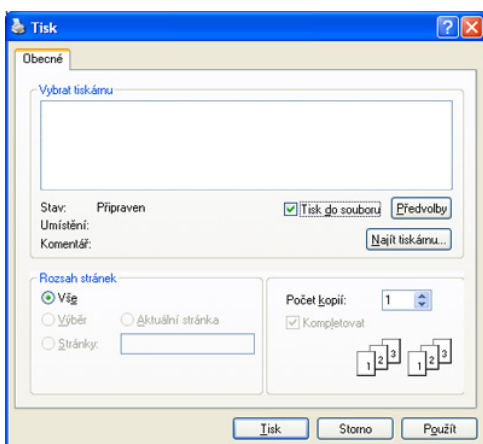 Tisk
Obecné
Vybrat tiskárnu
Stav: Připraven
Tisk do souboru
Předvolby
Umístění:
Komentář:
Najít tiskárnu...
Rozsah stránek
Vše
Výběr
Aktuální stránka
Stránky:
Počet kopií: 1
Kompletovat
1 2 3 1 2 3
Tisk Storno Použít